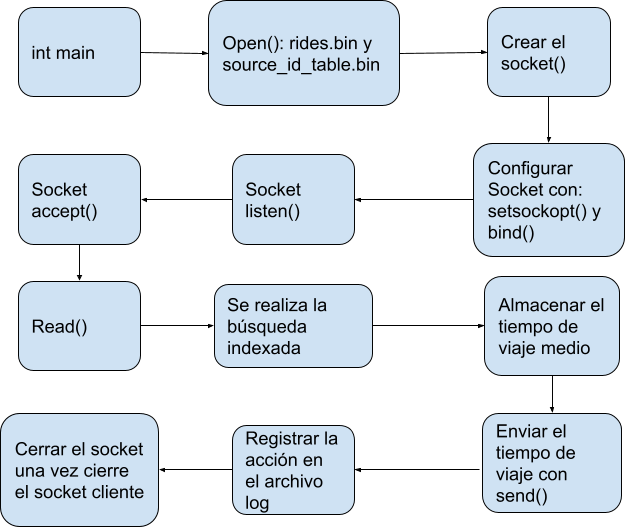 int main
Open(): rides.bin y
source_id_table.bin
Crear el
socket()
Configurar
Socket con:
setsockopt() y
bind()
Socket
listen()
Socket
accept()
Read()
Se realiza la
búsqueda
indexada
Almacenar el
tiempo de
viaje medio
Enviar el
tiempo de
viaje con
send()
Registrar la
acción en
el archivo
log
Cerrar el socket
una vez cierre
el socket cliente